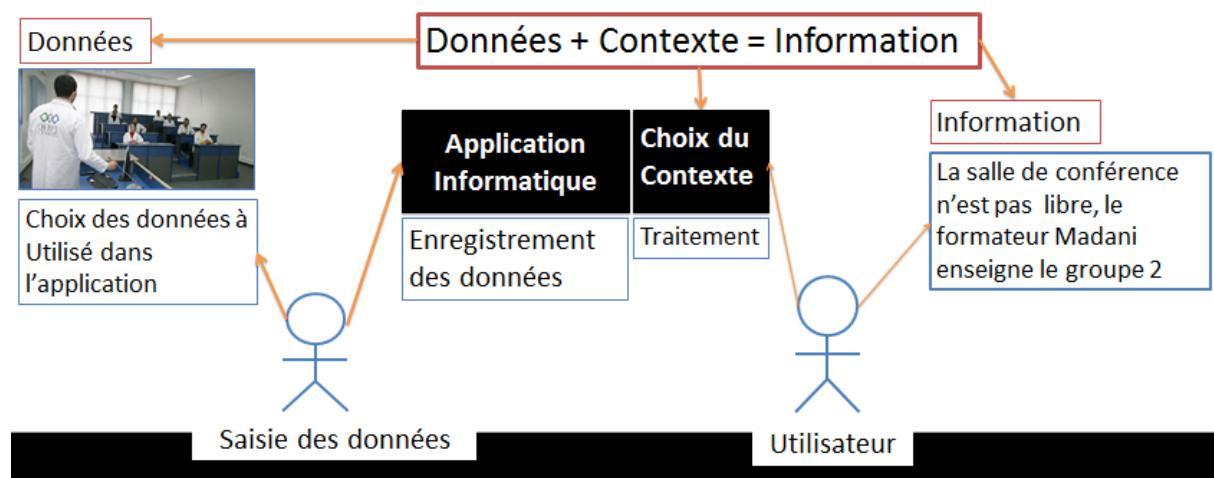 Données + Contexte = Information
Données
Choix des données à
Utilisé dans
l'application
Application
Informatique
Enregistrement
des données
Choix du
Contexte
Traitement
Information
La salle de conférence
n'est pas libre, le
formateur Madani
enseigne le groupe 2
Saisie des données
Utilisateur